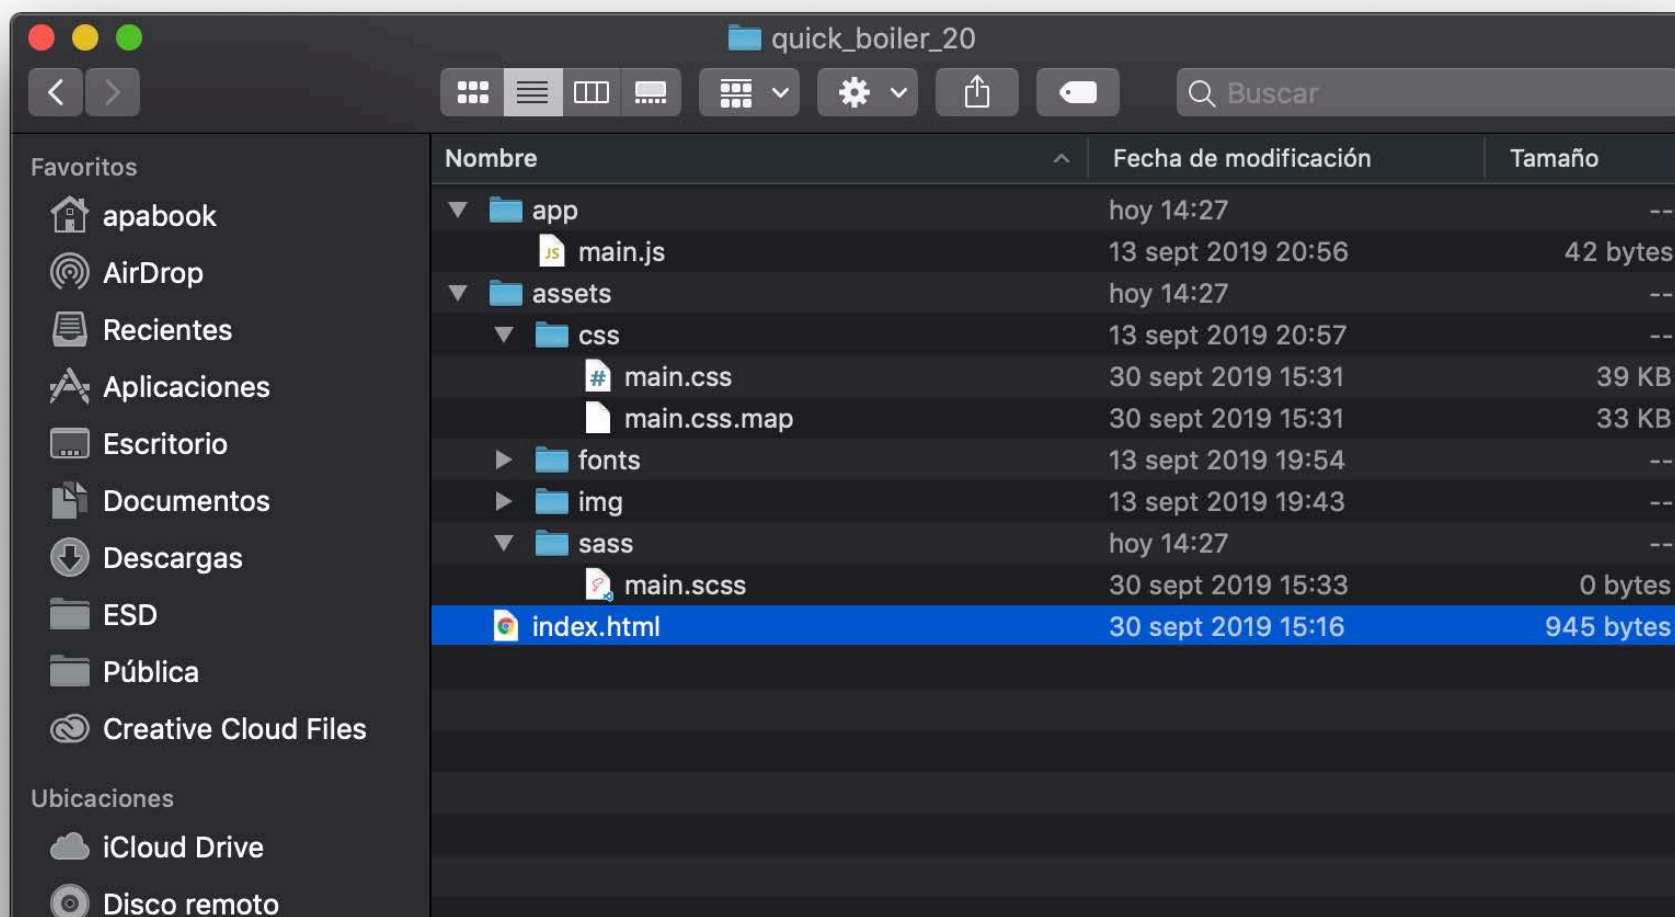 quick_boiler_20
Buscar
Favoritos
apabook
AirDrop
Recientes
Aplicaciones
Escritorio
Documentos
Descargas
ESD
Pública
Creative Cloud Files
Ubicaciones
iCloud Drive
Disco remoto
Nombre Fecha de modificación Tamaño
app hoy 14:27 --
JS main.js 13 sept 2019 20:56 42 bytes
assets hoy 14:27 --
css 13 sept 2019 20:57 --
# main.css 30 sept 2019 15:31 39 KB
main.css.map 30 sept 2019 15:31 33 KB
fonts 13 sept 2019 19:54 --
img 13 sept 2019 19:43 --
sass hoy 14:27 --
main.scss 30 sept 2019 15:33 0 bytes
index.html 30 sept 2019 15:16 945 bytes